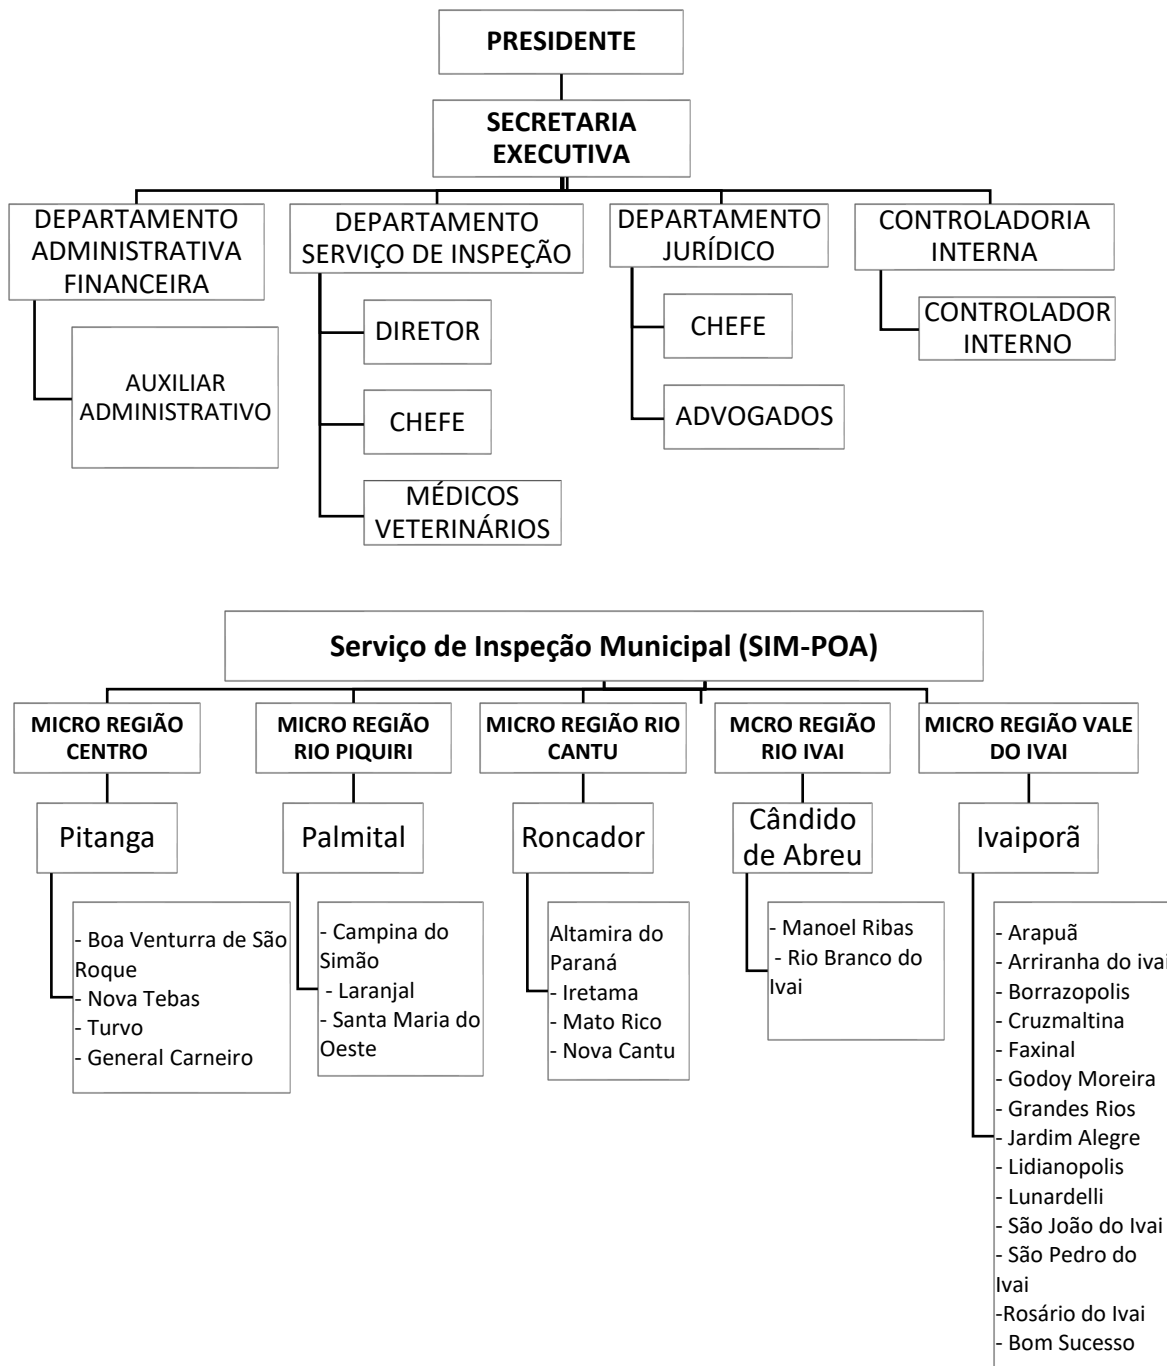 PRESIDENTE
SECRETARIA
EXECUTIVA
DEPARTAMENTO
ADMINISTRATIVA
FINANCEIRA
AUXILIAR
ADMINISTRATIVO
DEPARTAMENTO
SERVIÇO DE INSPEÇÃO
DIRETOR
CHEFE
MÉDICOS
VETERINÁRIOS
DEPARTAMENTO
JURÍDICO
CHEFE
ADVOGADOS
CONTROLADORIA
INTERNA
CONTROLADOR
INTERNO
Serviço de Inspeção Municipal (SIM-POA)
MICRO REGIÃO
CENTRO
Pitanga
- Boa Venturra de São
Roque
- Nova Tebas
- Turvo
- General Carneiro
MICRO REGIÃO
RIO PIQUIRI
Palmital
- Campina do
Simão
- Laranjal
- Santa Maria do
Oeste
MICRO REGIÃO RIO
CANTU
Roncador
Altamira do
Paraná
- Iretama
- Mato Rico
- Nova Cantu
MCRO REGIÃO
RIO IVAI
Cândido
de Abreu
- Manoel Ribas
- Rio Branco do
Ivai
MICRO REGIÃO VALE
DO IVAI
Ivaiporã
- Arapuã
- Arriranha do ivai
- Borrazopolis
- Cruzmaltina
- Faxinal
- Godoy Moreira
- Grandes Rios
- Jardim Alegre
- Lidianopolis
- Lunardelli
- São João do Ivai
- São Pedro do
Ivai
-Rosário do Ivai
- Bom Sucesso